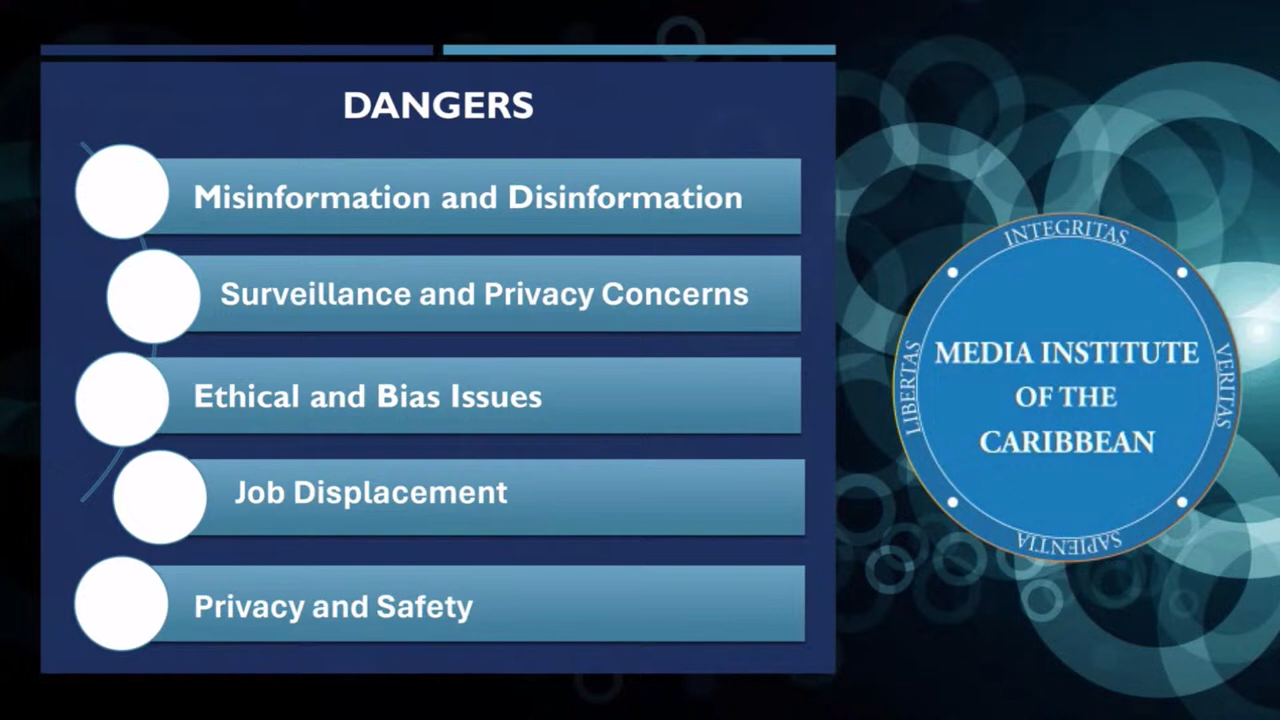 DANGERS
Misinformation and Disinformation
Surveillance and Privacy Concerns
Ethical and Bias Issues
Job Displacement
Privacy and Safety
INTEGRITAS
LIBERTAS
VERITAS
MEDIA INSTITUTE
OF THE
CARIBBEAN
SAPIENTIA